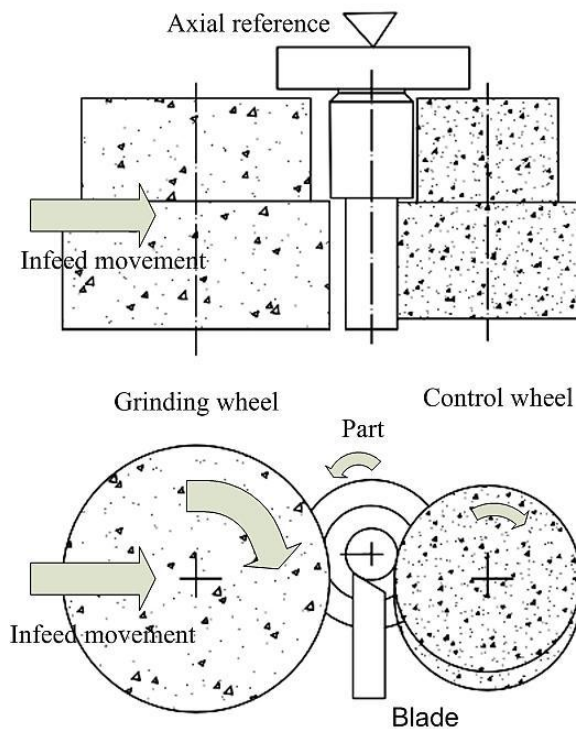 Axial reference
Infeed movement
Grinding wheel
Control wheel
Part
Infeed movement
Blade